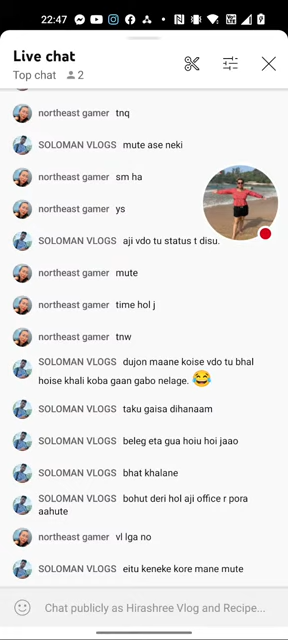 22:47
Live chat
Top chat 2
northeast gamer tnq
SOLOMAN VLOGS mute ase neki
northeast gamer sm ha
northeast gamer ys
SOLOMAN VLOGS aji vdo tu status t disu.
northeast gamer mute
northeast gamer time hol j
northeast gamer tnw
SOLOMAN VLOGS dujon maane koise vdo tu bhal
hoise khali koba gaan gabo nelage. 😂
SOLOMAN VLOGS taku gaisa dihanaam
SOLOMAN VLOGS beleg eta gua hoiu hoi jaao
SOLOMAN VLOGS bhat khalane
SOLOMAN VLOGS bohut deri hol aji office r pora
aahute
northeast gamer vl lga no
SOLOMAN VLOGS eitu keneke kore mane mute
Chat publicly as Hirashree Vlog and Recipe...